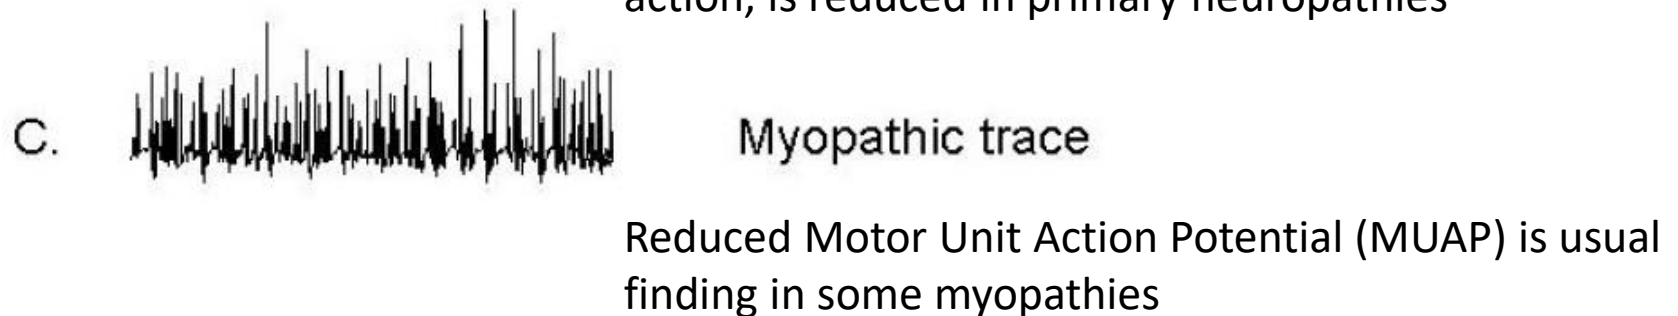 action, is reduced in primary neuropathies
C.
Myopathic trace
Reduced Motor Unit Action Potential (MUAP) is usual
finding in some myopathies